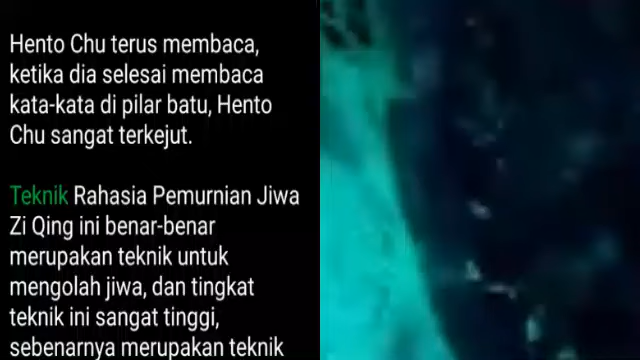 Hento Chu terus membaca,
ketika dia selesai membaca
kata-kata di pilar batu, Hento
Chu sangat terkejut.
Teknik Rahasia Pemurnian Jiwa
Zi Qing ini benar-benar
merupakan teknik untuk
mengolah jiwa, dan tingkat
teknik ini sangat tinggi,
sebenarnya merupakan teknik